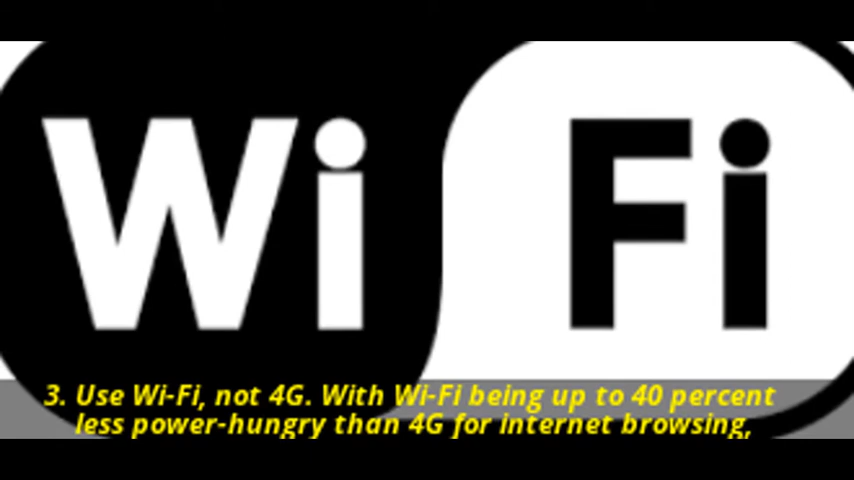 Wi Fi
3. Use Wi-Fi, not 4G. With Wi-Fi being up to 40 percent
less power-hungry than 4G for internet browsing,